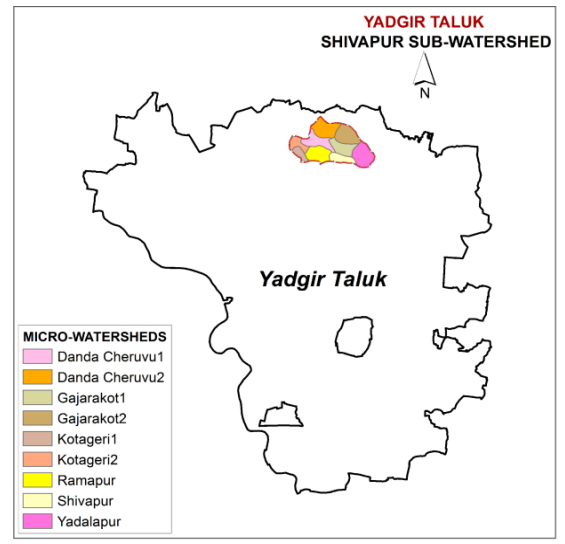 YADGIR TALUK
SHIVAPUR SUB-WATERSHED
N
Yadgir Taluk
MICRO-WATERSHEDS
Danda Cheruvu1
Danda Cheruvu2
Gajarakot1
Gajarakot2
Kotageri1
Kotageri2
Ramapur
Shivapur
Yadalapur